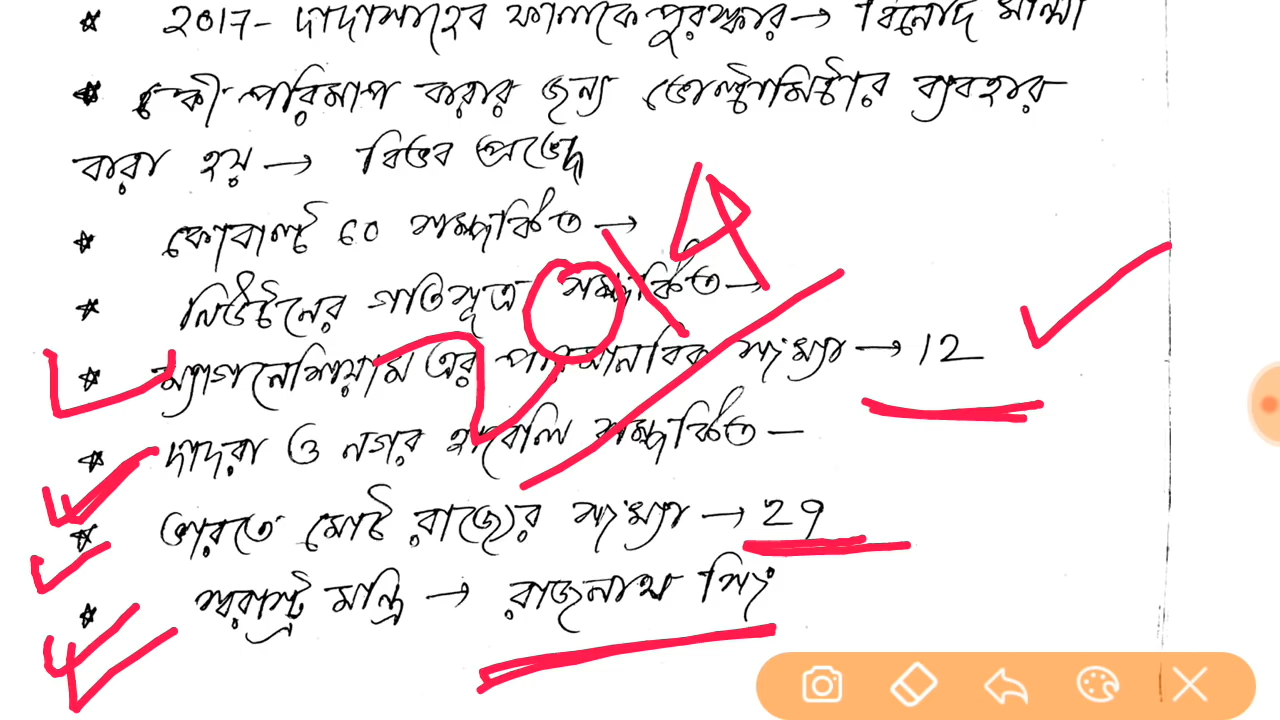 * 2017- দাদাসাহেব ফালকে পুরস্কার → বিনোদ খান্না
* কী পরিমাপ করার জন্য ভোল্টামিটার ব্যবহার
করা হয় → বিভব প্রভেদ
* কোবাল্ট 60 সম্পর্কিত →
* নিউটনের গতিসূত্র সম্পর্কিত →
* ম্যাগনেশিয়াম এর পারমানবিক সংখ্যা → 12
* দাদরা ও নগর হাবেলি সম্পর্কিত –
* ভারতে মোট রাজ্যের সংখ্যা → 29
* স্বরাস্ট্র মন্ত্রি → রাজনাথ সিং
2014